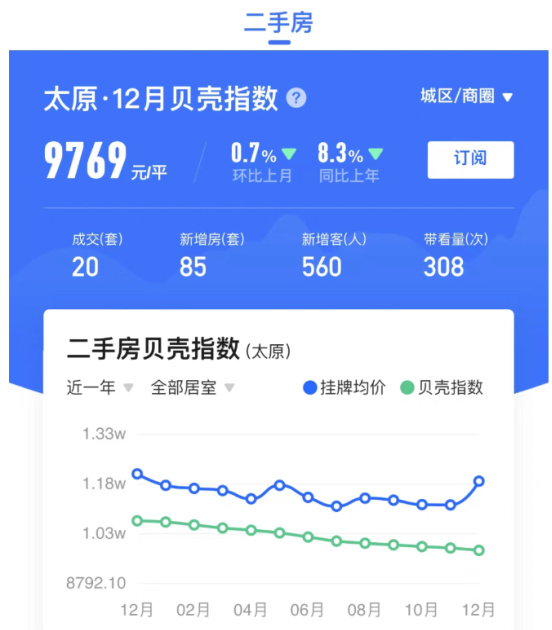 二手房
太原·12月贝壳指数 ?
城区/商圈
9769元/平
0.7% 8.3%
环比上月 同比上年
订阅
成交(套) 新增房(套) 新增客(人) 带看量(次)
20 85 560 308
二手房贝壳指数(太原)
近一年 全部居室 挂牌均价 贝壳指数
1.33w
1.18w
1.03w
8792.10
12月 02月 04月 06月 08月 10月 12月